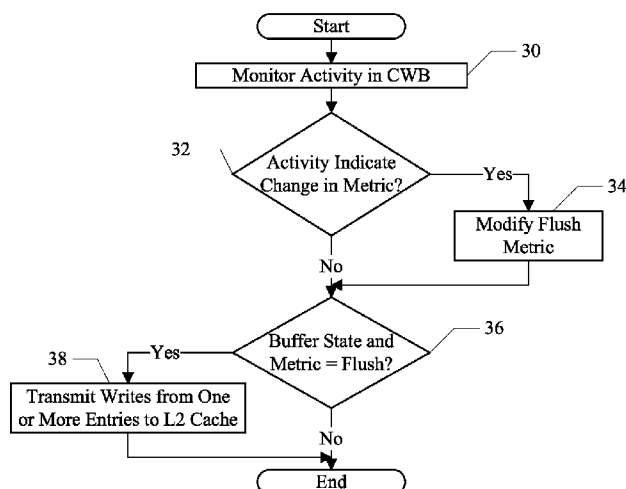 Start
30
Monitor Activity in CWB
32
Activity Indicate
Change in Metric?
Yes
34
Modify Flush
Metric
No
36
Buffer State and
Metric = Flush?
Yes
38
Transmit Writes from One
or More Entries to L2 Cache
No
End